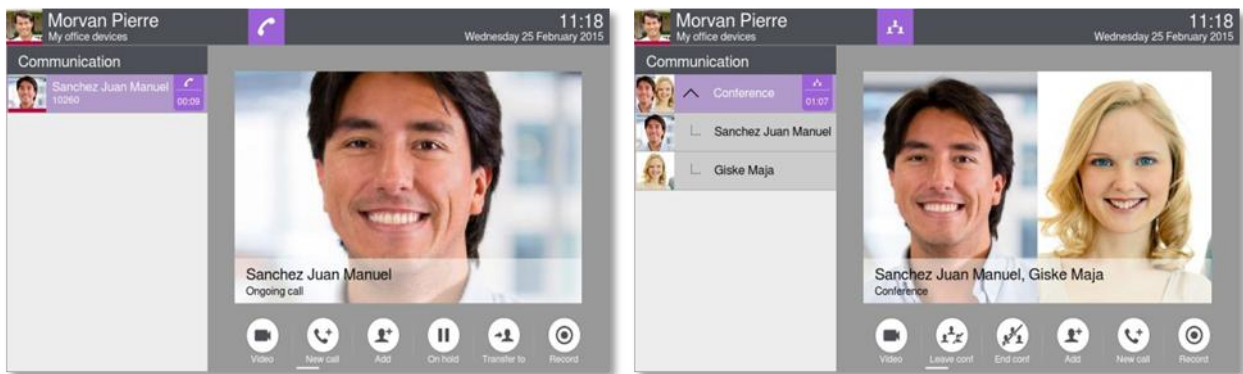 Morvan Pierre
My office devices
11:18
Wednesday 25 February 2015
Communication
Sanchez Juan Manuel
10260
00:09
Sanchez Juan Manuel
Ongoing call
Video
New call
Add
On hold
Transfer to
Record
Morvan Pierre
My office devices
11:18
Wednesday 25 February 2015
Communication
Conference
01:07
Sanchez Juan Manuel
Giske Maja
Sanchez Juan Manuel, Giske Maja
Conference
Video
Leave conf
End conf
Add
New call
Record